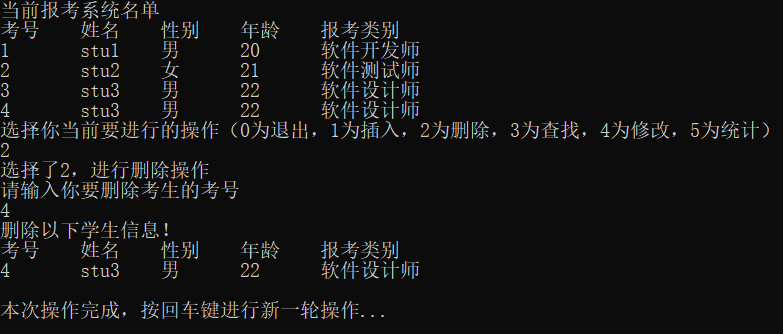 当前报考系统名单
考号 姓名 性别 年龄 报考类别
1 stu1 男 20 软件开发师
2 stu2 女 21 软件测试师
3 stu3 男 22 软件设计师
4 stu3 男 22 软件设计师
选择你当前要进行的操作（0为退出，1为插入，2为删除，3为查找，4为修改，5为统计）
2
选择了2，进行删除操作
请输入你要删除考生的考号
4
删除以下学生信息！
考号 姓名 性别 年龄 报考类别
4 stu3 男 22 软件设计师
本次操作完成，按回车键进行新一轮操作...